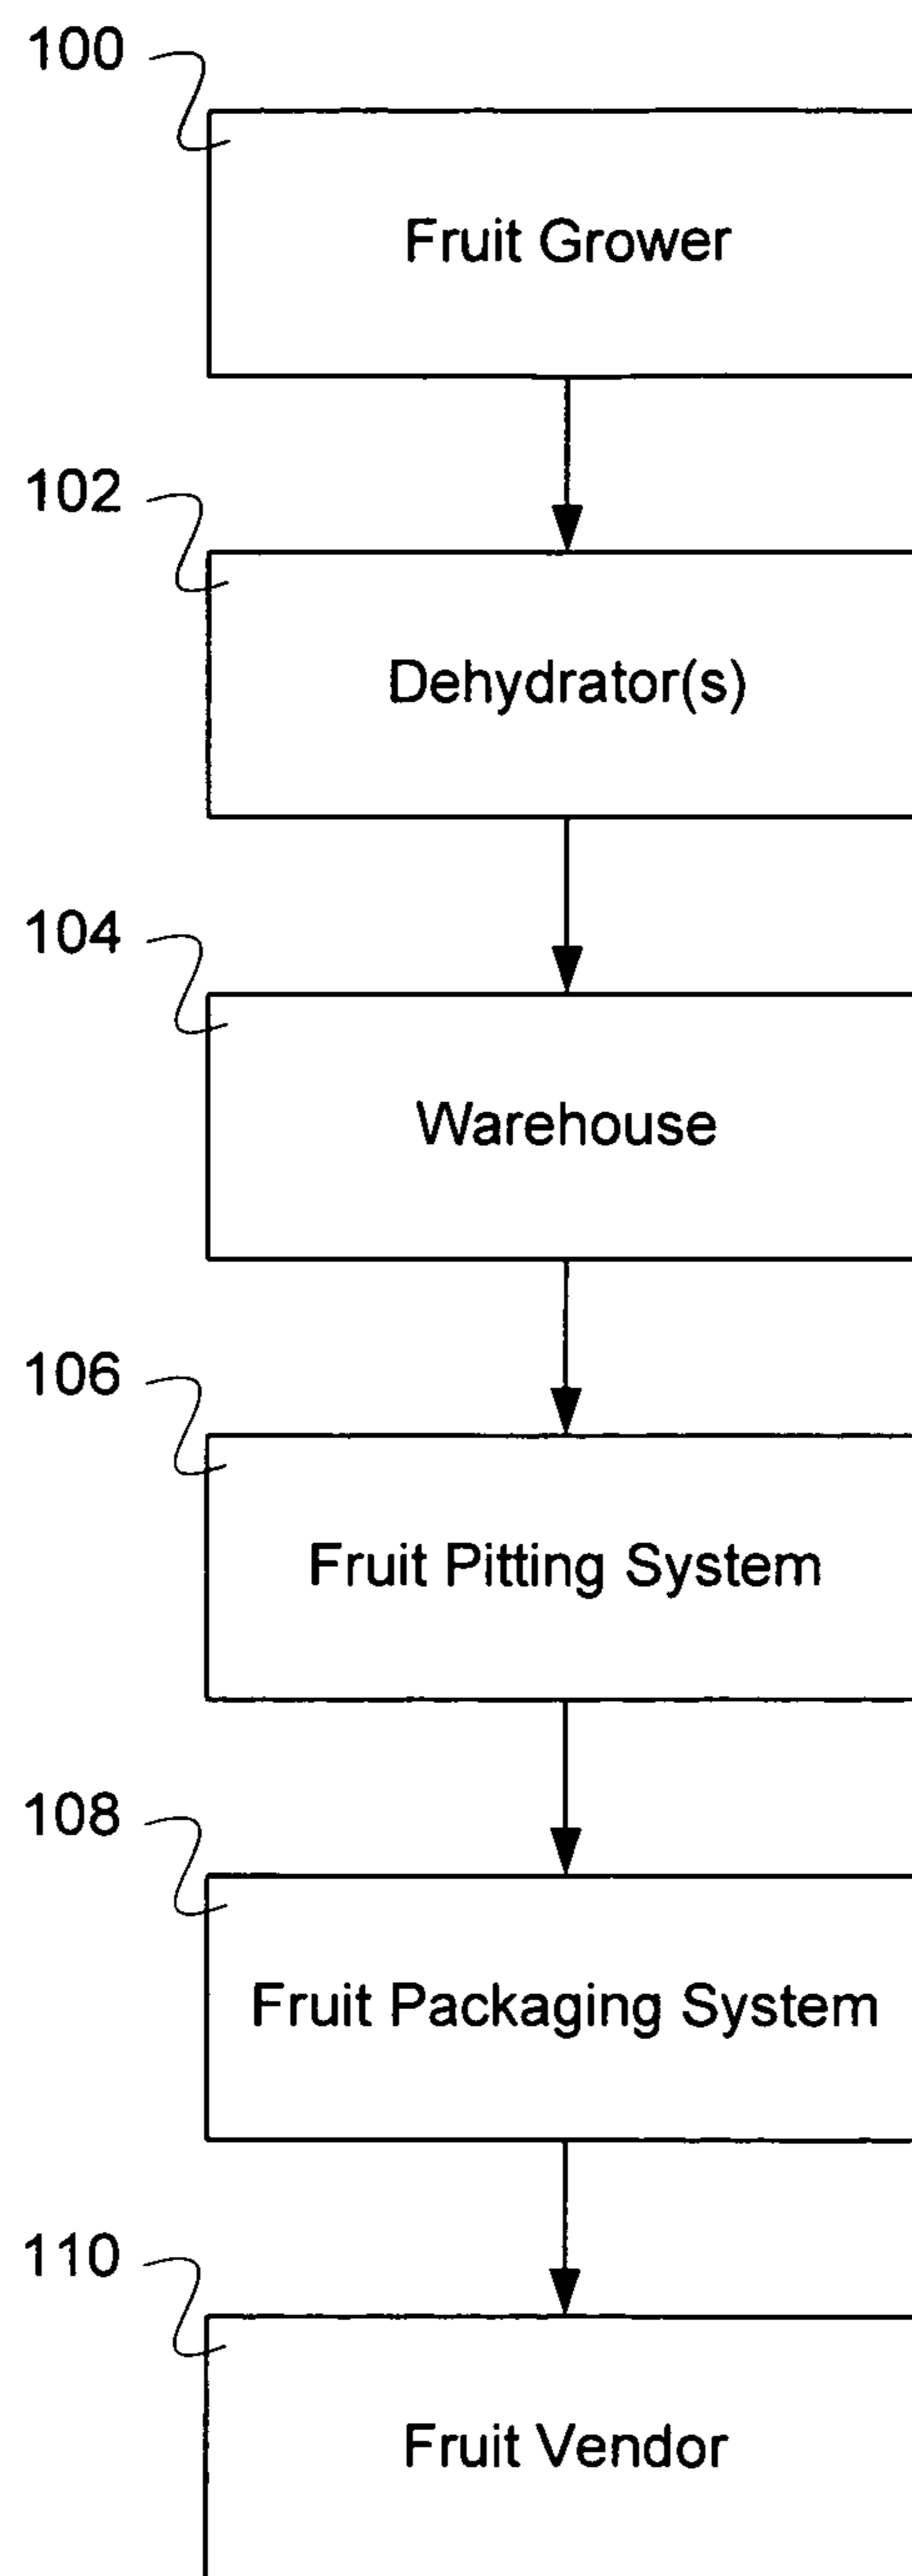 100
Fruit Grower
102
Dehydrator(s)
104
Warehouse
106
Fruit Pitting System
108
Fruit Packaging System
110
Fruit Vendor